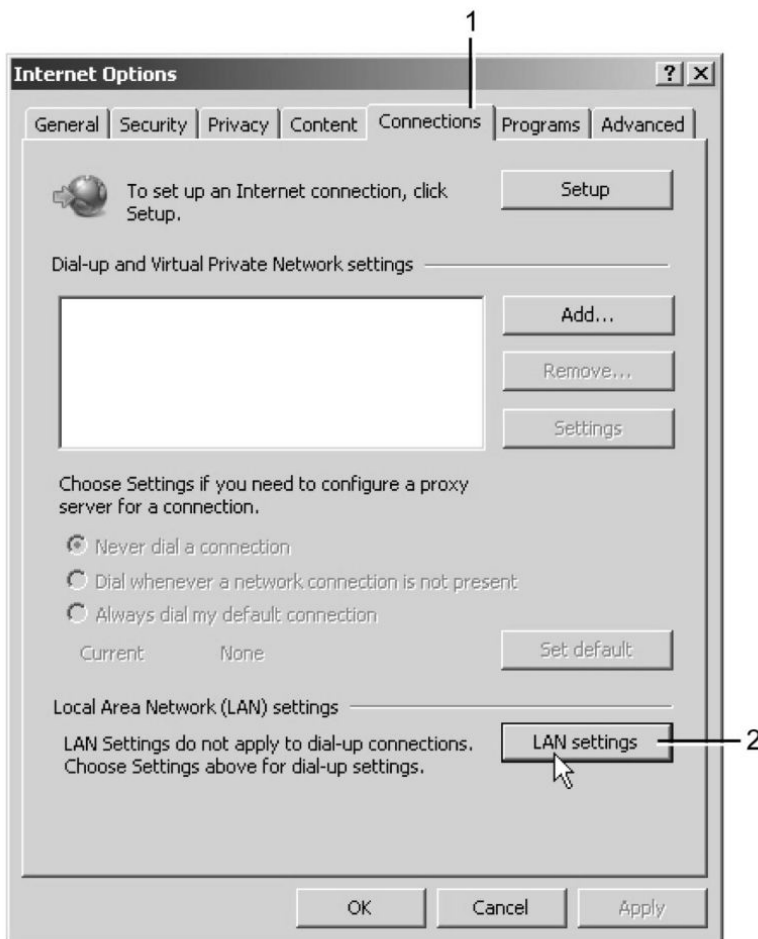 1
Internet Options
General Security Privacy Content Connections Programs Advanced
To set up an Internet connection, click
Setup.
Setup
Dial-up and Virtual Private Network settings
Add...
Remove...
Settings
Choose Settings if you need to configure a proxy
server for a connection.
Never dial a connection
Dial whenever a network connection is not present
Always dial my default connection
Current None
Set default
Local Area Network (LAN) settings
LAN Settings do not apply to dial-up connections.
Choose Settings above for dial-up settings.
LAN settings
2
OK Cancel Apply